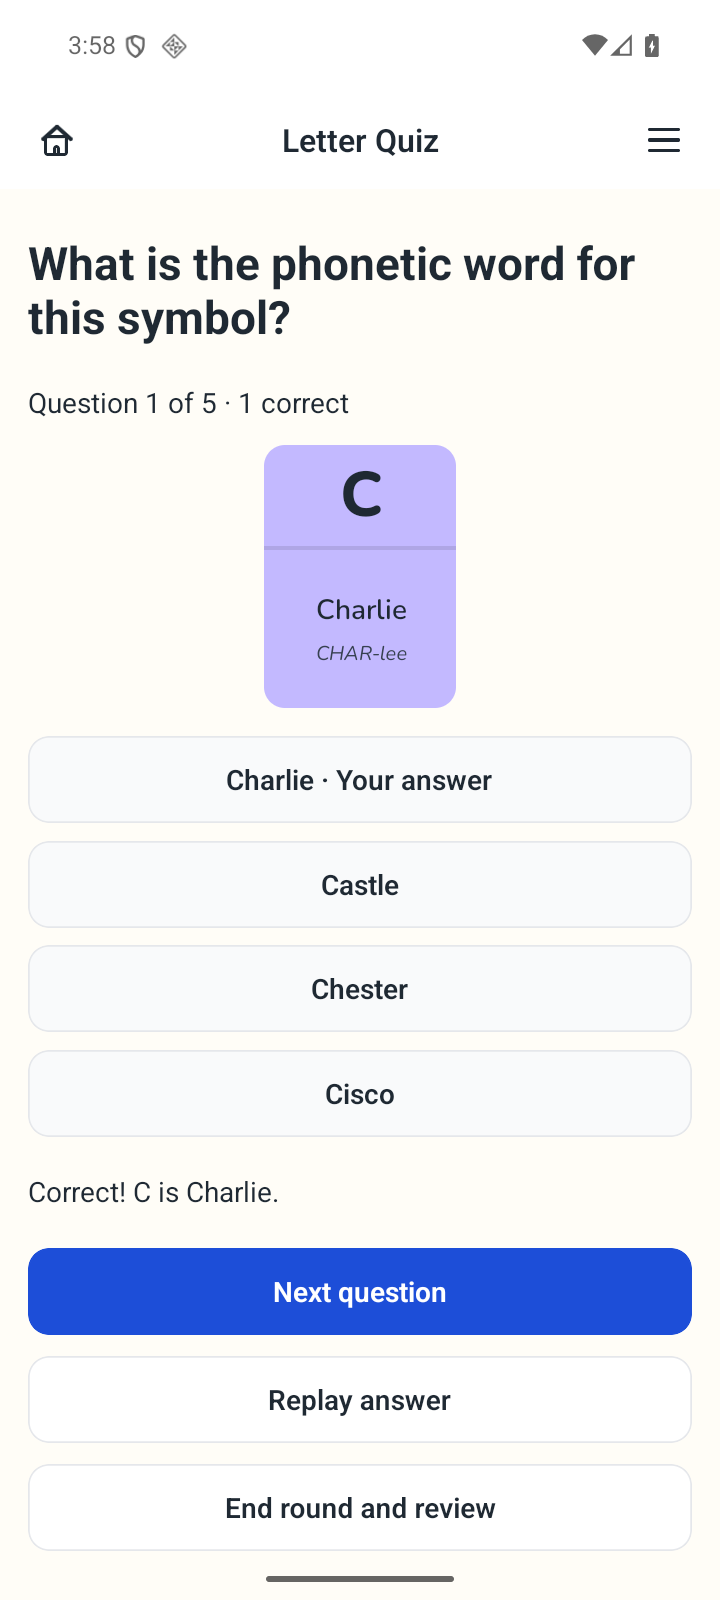 3:58
Letter Quiz
What is the phonetic word for
this symbol?
Question 1 of 5 · 1 correct
C
Charlie
CHAR-lee
Charlie · Your answer
Castle
Chester
Cisco
Correct! C is Charlie.
Next question
Replay answer
End round and review